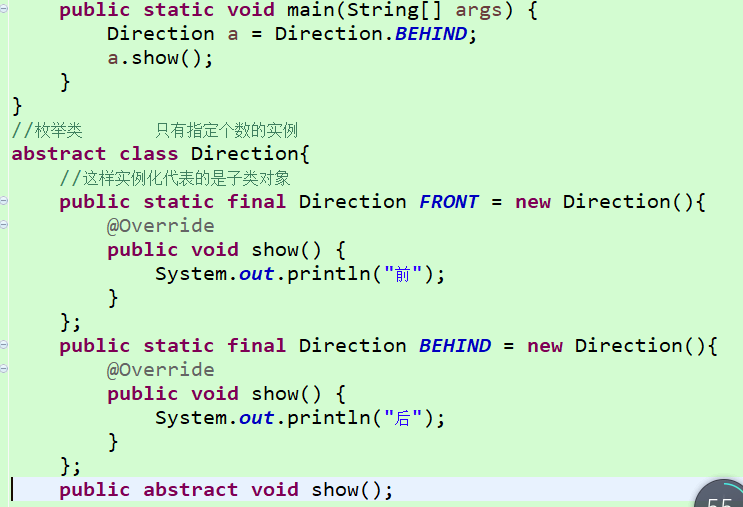 public static void main(String[] args) {
Direction a = Direction.BEHIND;
a.show();
}
}
//枚举类 只有指定个数的实例
abstract class Direction{
//这样实例化代表的是子类对象
public static final Direction FRONT = new Direction(){
@Override
public void show() {
System.out.println("前");
}
};
public static final Direction BEHIND = new Direction(){
@Override
public void show() {
System.out.println("后");
}
};
public abstract void show();